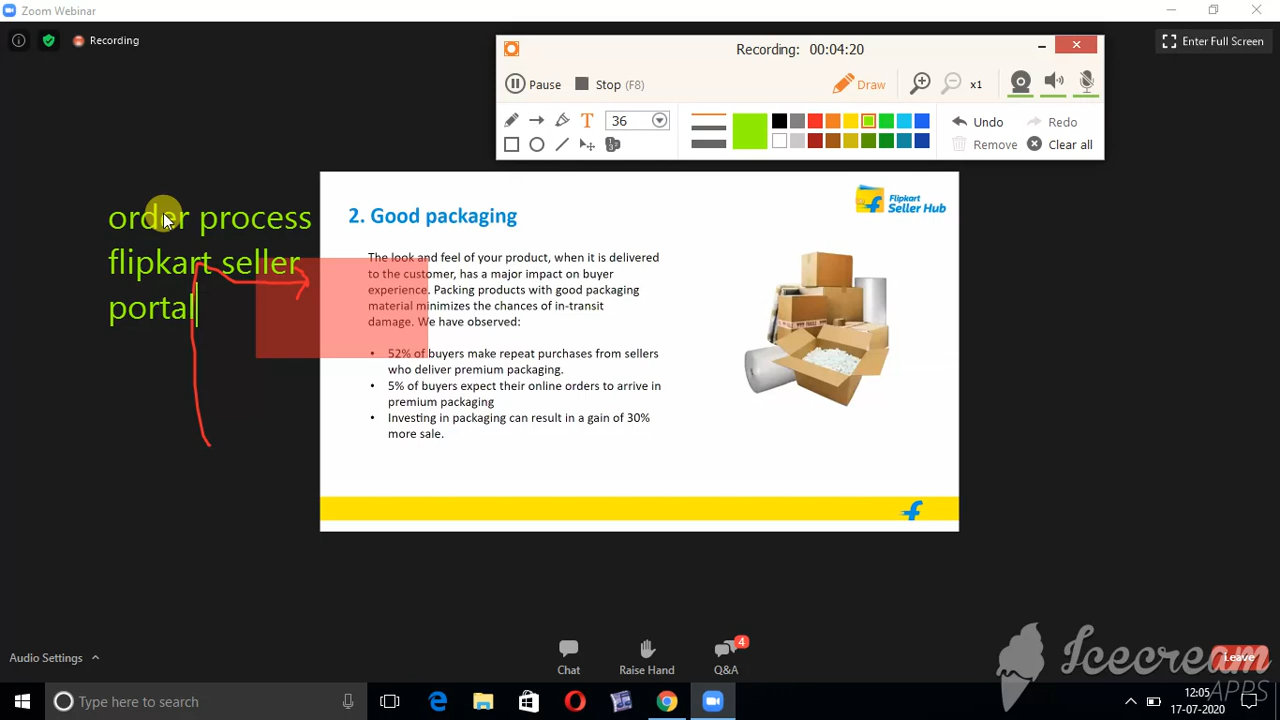 Zoom Webinar
Recording
Enter Full Screen
Recording: 00:04:20
Pause
Stop (F8)
Draw
x1
36
Undo
Redo
Remove
Clear all
order process
flipkart seller
portal
2. Good packaging
Flipkart
Seller Hub
The look and feel of your product, when it is delivered
to the customer, has a major impact on buyer
experience. Packing products with good packaging
material minimizes the chances of in-transit
damage. We have observed:
• 52% of buyers make repeat purchases from sellers
who deliver premium packaging.
• 5% of buyers expect their online orders to arrive in
premium packaging
• Investing in packaging can result in a gain of 30%
more sale.
Audio Settings
Chat
Raise Hand
4
Q&A
Leave
Icecream
APPS
Type here to search
12:05
17-07-2020